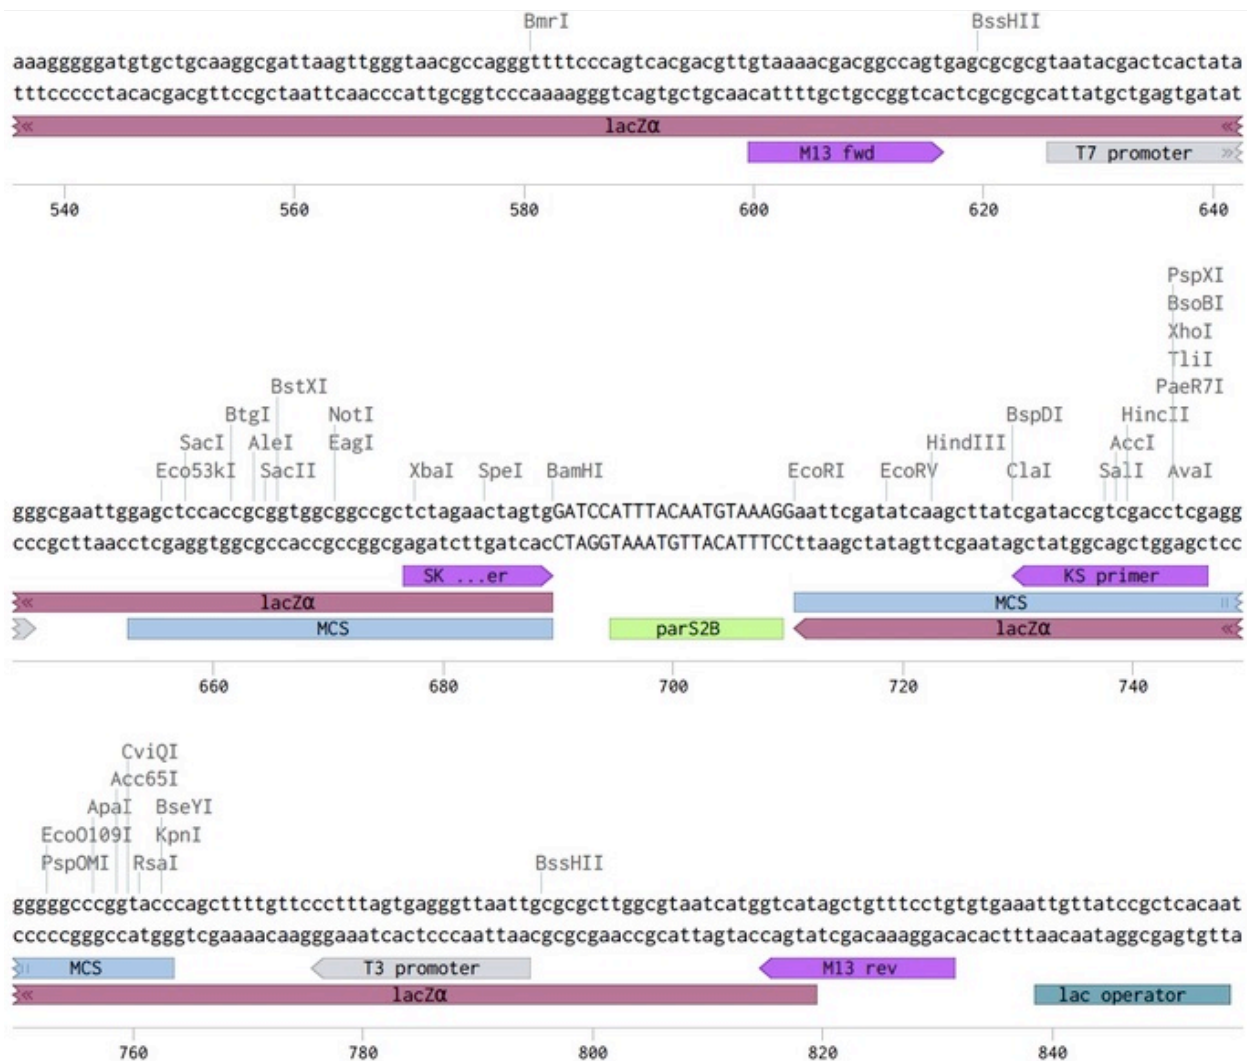 BmrI BssHII
aaagggggatgtgctgcaaggcgattaagttgggtaacgccagggttttcccagtcacgacgttgtaaaacgacggccagtgagcgcgcgtaatacgactcactata
tttccccctacacgacgttccgctaattcaacccattgcggtcccaaaagggtcagtgctgcaacattttgctgccggtcactcgcgcgcattatgctgagtgatat
lacZα
M13 fwd T7 promoter
540 560 580 600 620 640
PspXI
BsoBI
XhoI
TliI
BstXI PaeR7I
BtgI NotI BspDI HincII
SacI AleI EagI HindIII AccI
Eco53kI SacII XbaI SpeI BamHI EcoRI EcoRV ClaI SalI AvaI
gggcgaattggagctccaccgcggtggcggccgctctagaactagtgGATCCATTTACAATGTAAAGGaattcgatatcaagcttatcgataccgtcgacctcgagg
cccgcttaacctcgaggtggcgccaccgccggcgagatcttgatcacCTAGGTAAATGTTACATTTCCttaagctatagttcgaatagctatggcagctggagctcc
SK ...er KS primer
lacZα MCS
MCS parS2B lacZα
660 680 700 720 740
CviQI
Acc65I
ApaI BseYI
EcoO109I KpnI
PspOMI RsaI BssHII
gggggcccggtacccagcttttgttccctttagtgagggttaattgcgcgcttggcgtaatcatggtcatagctgtttcctgtgtgaaattgttatccgctcacaat
cccccgggccatgggtcgaaaacaagggaaatcactcccaattaacgcgcgaaccgcattagtaccagtatcgacaaaggacacactttaacaataggcgagtgtta
MCS T3 promoter M13 rev
lacZα lac operator
760 780 800 820 840